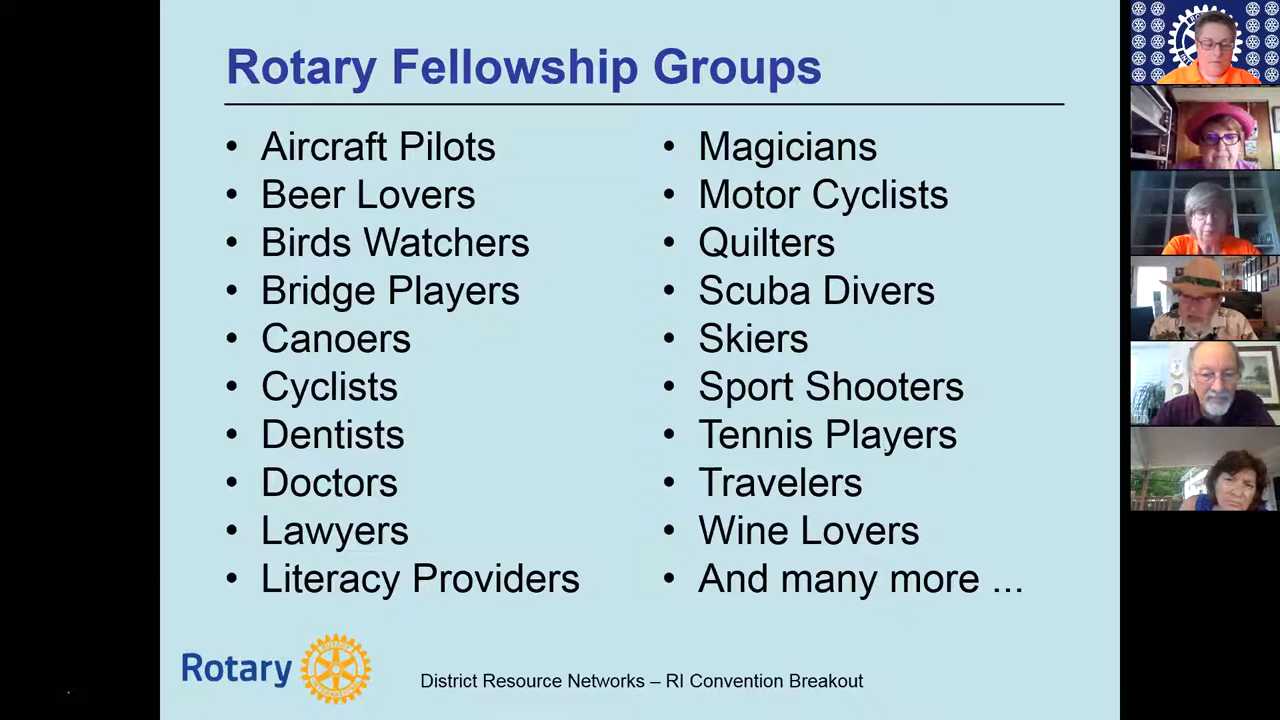 Rotary Fellowship Groups
• Aircraft Pilots
• Beer Lovers
• Birds Watchers
• Bridge Players
• Canoers
• Cyclists
• Dentists
• Doctors
• Lawyers
• Literacy Providers
• Magicians
• Motor Cyclists
• Quilters
• Scuba Divers
• Skiers
• Sport Shooters
• Tennis Players
• Travelers
• Wine Lovers
• And many more ...
Rotary
ROTARY
INTERNATIONAL
District Resource Networks – RI Convention Breakout